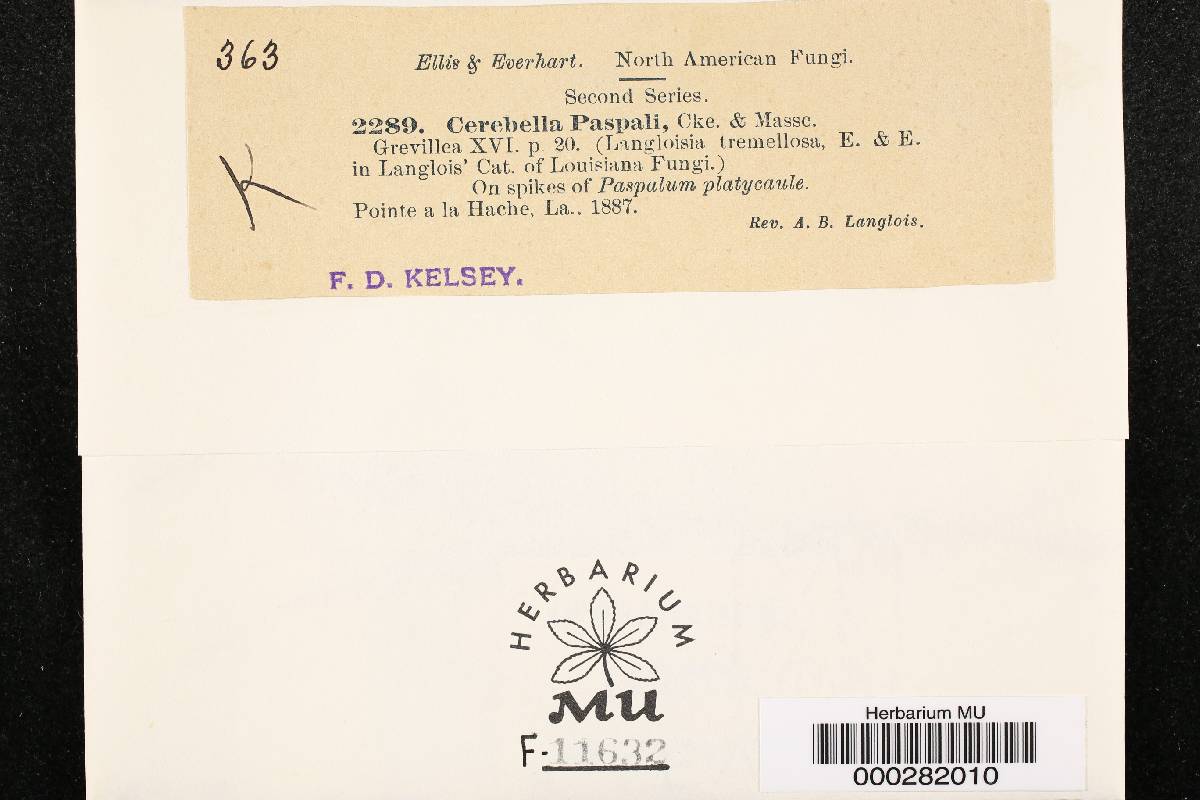 363
Ellis & Everhart. North American Fungi.
Second Series.
2289. Cerebella Paspali, Cke. & Masse.
Grevillea XVI. p 20. (Langloisia tremellosa, E. & E.
in Langlois' Cat. of Louisiana Fungi.)
On spikes of Paspalum platycaule.
K
Pointe a la Hache, La.. 1887.
Rev. A. B. Langlois.
F. D. KELSEY.
HERBARIUM
MU
F-11632
Herbarium MU
000282010